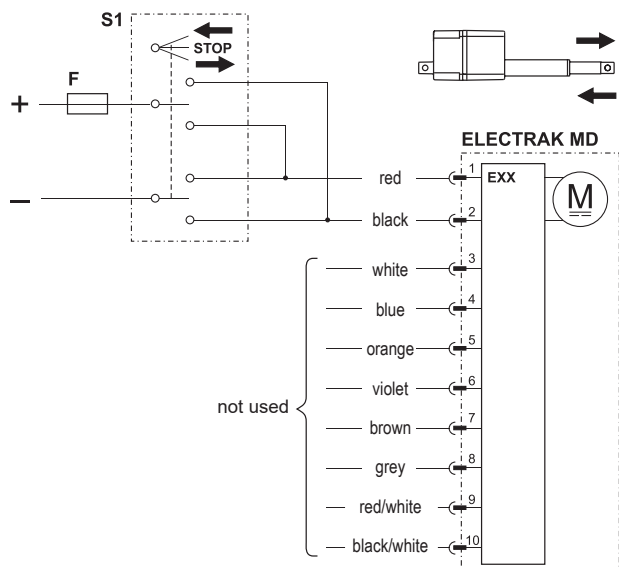 S1
STOP
F
+
–
ELECTRAK MD
EXX
M
red 1
black 2
white 3
blue 4
orange 5
violet 6
brown 7
grey 8
red/white 9
black/white 10
not used